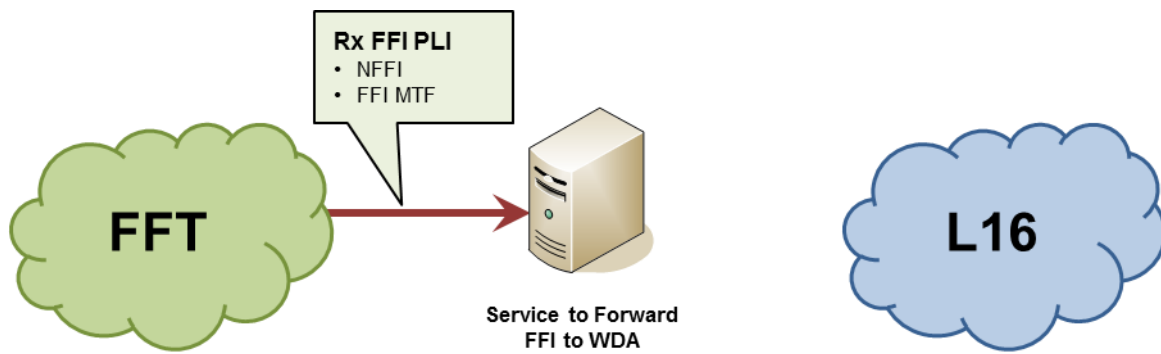 Rx FFI PLI
• NFFI
• FFI MTF
FFT
L16
Service to Forward
FFI to WDA